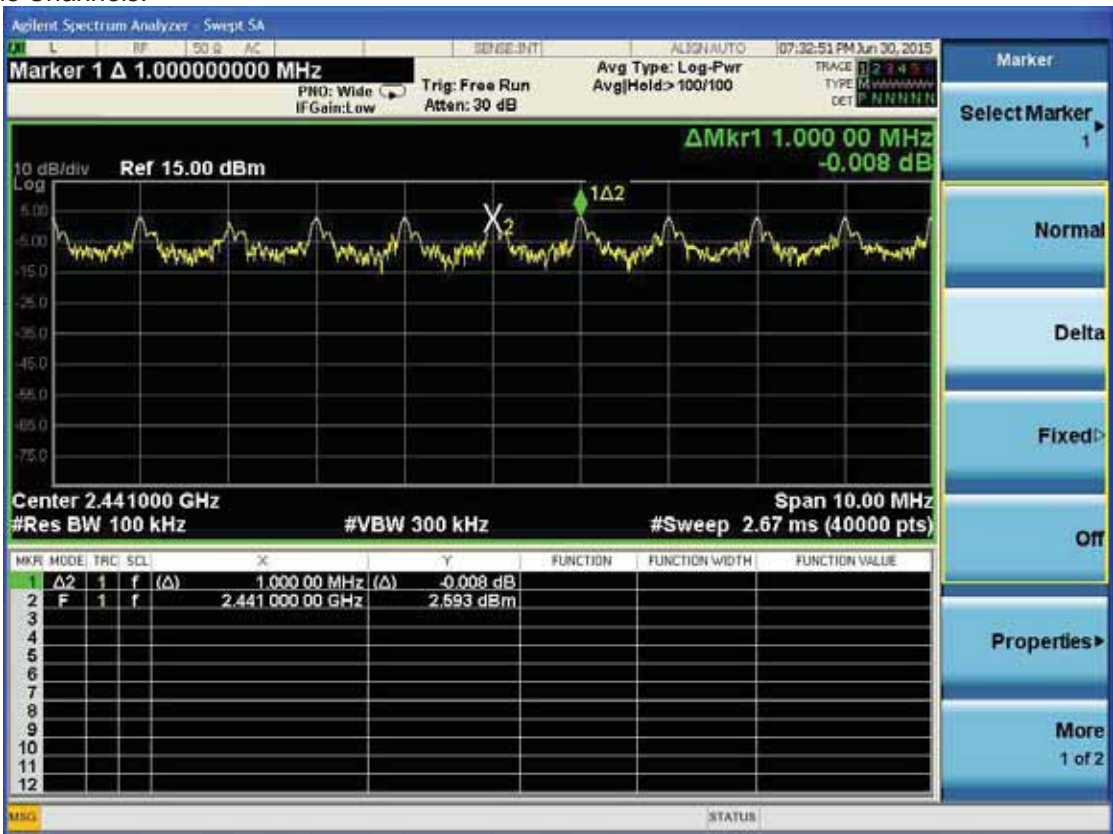 Agilent Spectrum Analyzer - Swept SA
L RF 50 Ω AC SENSE:INT ALIGNAUTO 07:32:51 PM Jun 30, 2015
Marker 1 Δ 1.000000000 MHz
PNO: Wide
IFGain:Low
Trig: Free Run
Atten: 30 dB
Avg Type: Log-Pwr
Avg|Hold:> 100/100
TRACE 1 2 3 4 5 6
TYPE M
DET P N N N N N
ΔMkr1 1.000 00 MHz
-0.008 dB
10 dB/div Ref 15.00 dBm
Log
5.00
-5.00
-15.0
-25.0
-35.0
-45.0
-55.0
-65.0
-75.0
1Δ2
X2
Center 2.441000 GHz Span 10.00 MHz
#Res BW 100 kHz #VBW 300 kHz #Sweep 2.67 ms (40000 pts)
MKR MODE TRC SCL X Y FUNCTION FUNCTION WIDTH FUNCTION VALUE
1 Δ2 1 f (Δ) 1.000 00 MHz (Δ) -0.008 dB
2 F 1 f 2.441 000 00 GHz 2.593 dBm
3
4
5
6
7
8
9
10
11
12
MSG STATUS
Marker
Select Marker
1
Normal
Delta
Fixed
Off
Properties
More
1 of 2